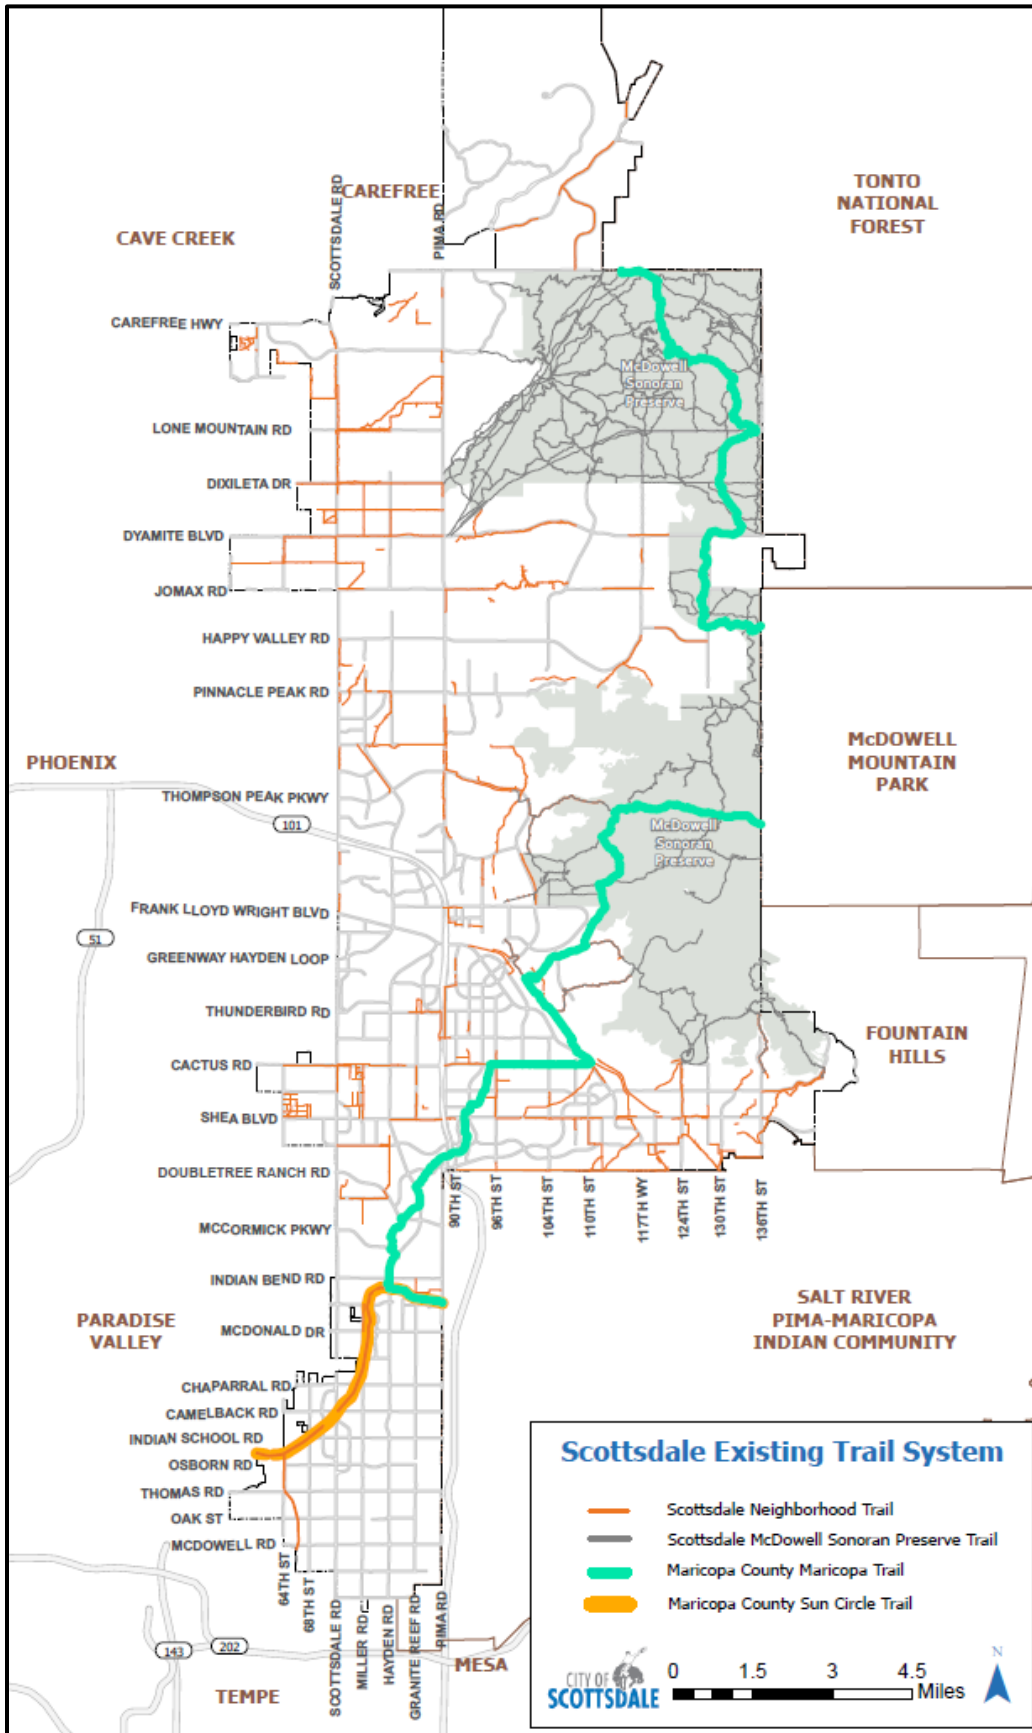 CAREFREE
CAVE CREEK
TONTO
NATIONAL
FOREST
SCOTTSDALE RD
PIMA RD
CAREFREE HWY
McDowell
Sonoran
Preserve
LONE MOUNTAIN RD
DIXILETA DR
DYAMITE BLVD
JOMAX RD
HAPPY VALLEY RD
PINNACLE PEAK RD
PHOENIX
McDOWELL
MOUNTAIN
PARK
THOMPSON PEAK PKWY
101
McDowell
Sonoran
Preserve
FRANK LLOYD WRIGHT BLVD
51
GREENWAY HAYDEN LOOP
THUNDERBIRD RD
FOUNTAIN
HILLS
CACTUS RD
SHEA BLVD
DOUBLETREE RANCH RD
90TH ST
96TH ST
104TH ST
110TH ST
117TH WY
124TH ST
130TH ST
136TH ST
MCCORMICK PKWY
INDIAN BEND RD
PARADISE
VALLEY
SALT RIVER
PIMA-MARICOPA
INDIAN COMMUNITY
MCDONALD DR
CHAPARRAL RD
CAMELBACK RD
INDIAN SCHOOL RD
OSBORN RD
THOMAS RD
OAK ST
MCDOWELL RD
64TH ST
68TH ST
SCOTTSDALE RD
MILLER RD
HAYDEN RD
GRANITE REEF RD
PIMA RD
143
202
TEMPE
MESA
Scottsdale Existing Trail System
Scottsdale Neighborhood Trail
Scottsdale McDowell Sonoran Preserve Trail
Maricopa County Maricopa Trail
Maricopa County Sun Circle Trail
CITY OF
SCOTTSDALE
0 1.5 3 4.5
Miles
N